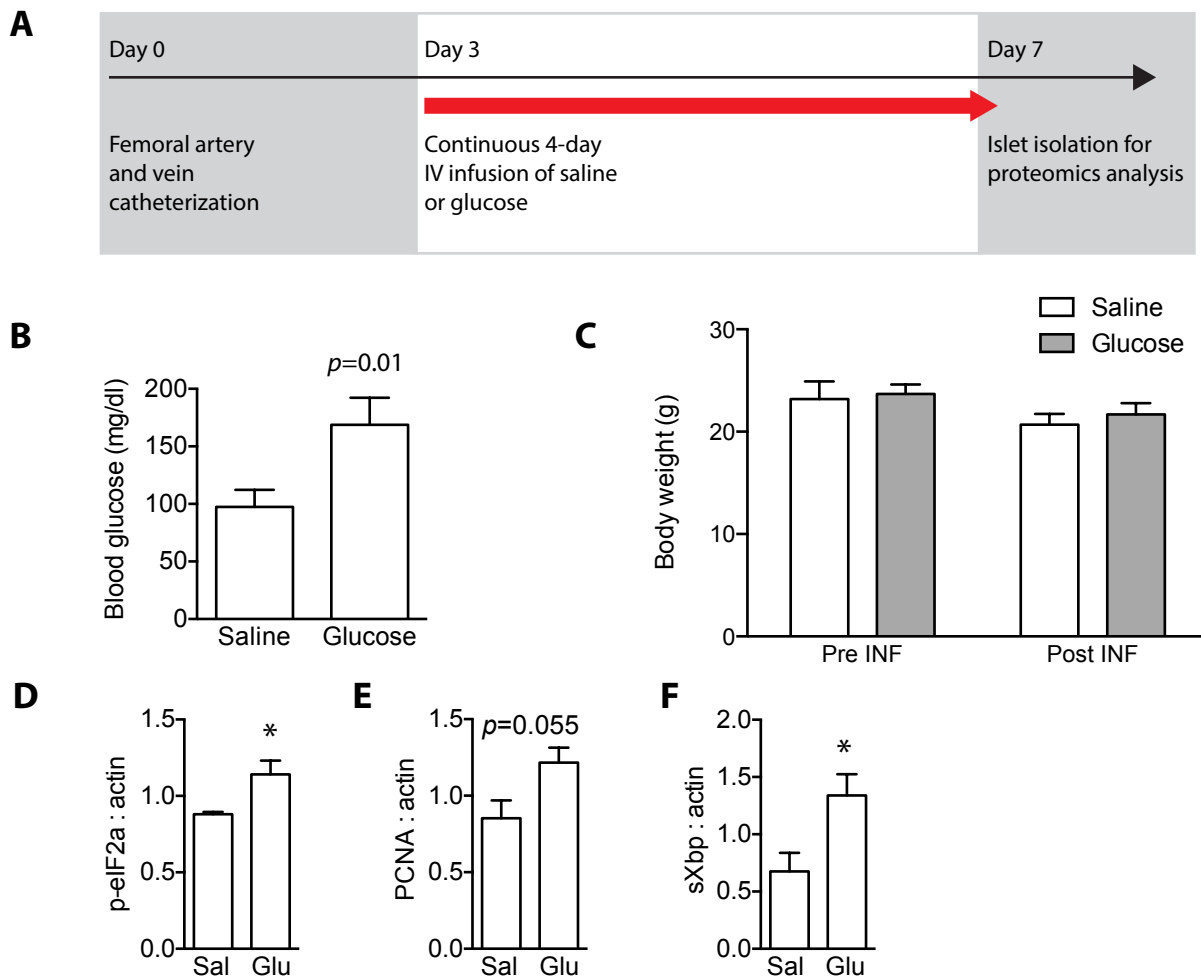 A
Day 0
Day 3
Day 7
Femoral artery
and vein
catheterization
Continuous 4-day
IV infusion of saline
or glucose
Islet isolation for
proteomics analysis
B
p=0.01
Blood glucose (mg/dl)
200
150
100
50
0
Saline
Glucose
C
Saline
Glucose
Body weight (g)
30
20
10
0
Pre INF
Post INF
D
*
p-eIF2a : actin
1.5
1.0
0.5
0.0
Sal
Glu
E
p=0.055
PCNA : actin
1.5
1.0
0.5
0.0
Sal
Glu
F
*
sXbp : actin
2.0
1.5
1.0
0.5
0.0
Sal
Glu